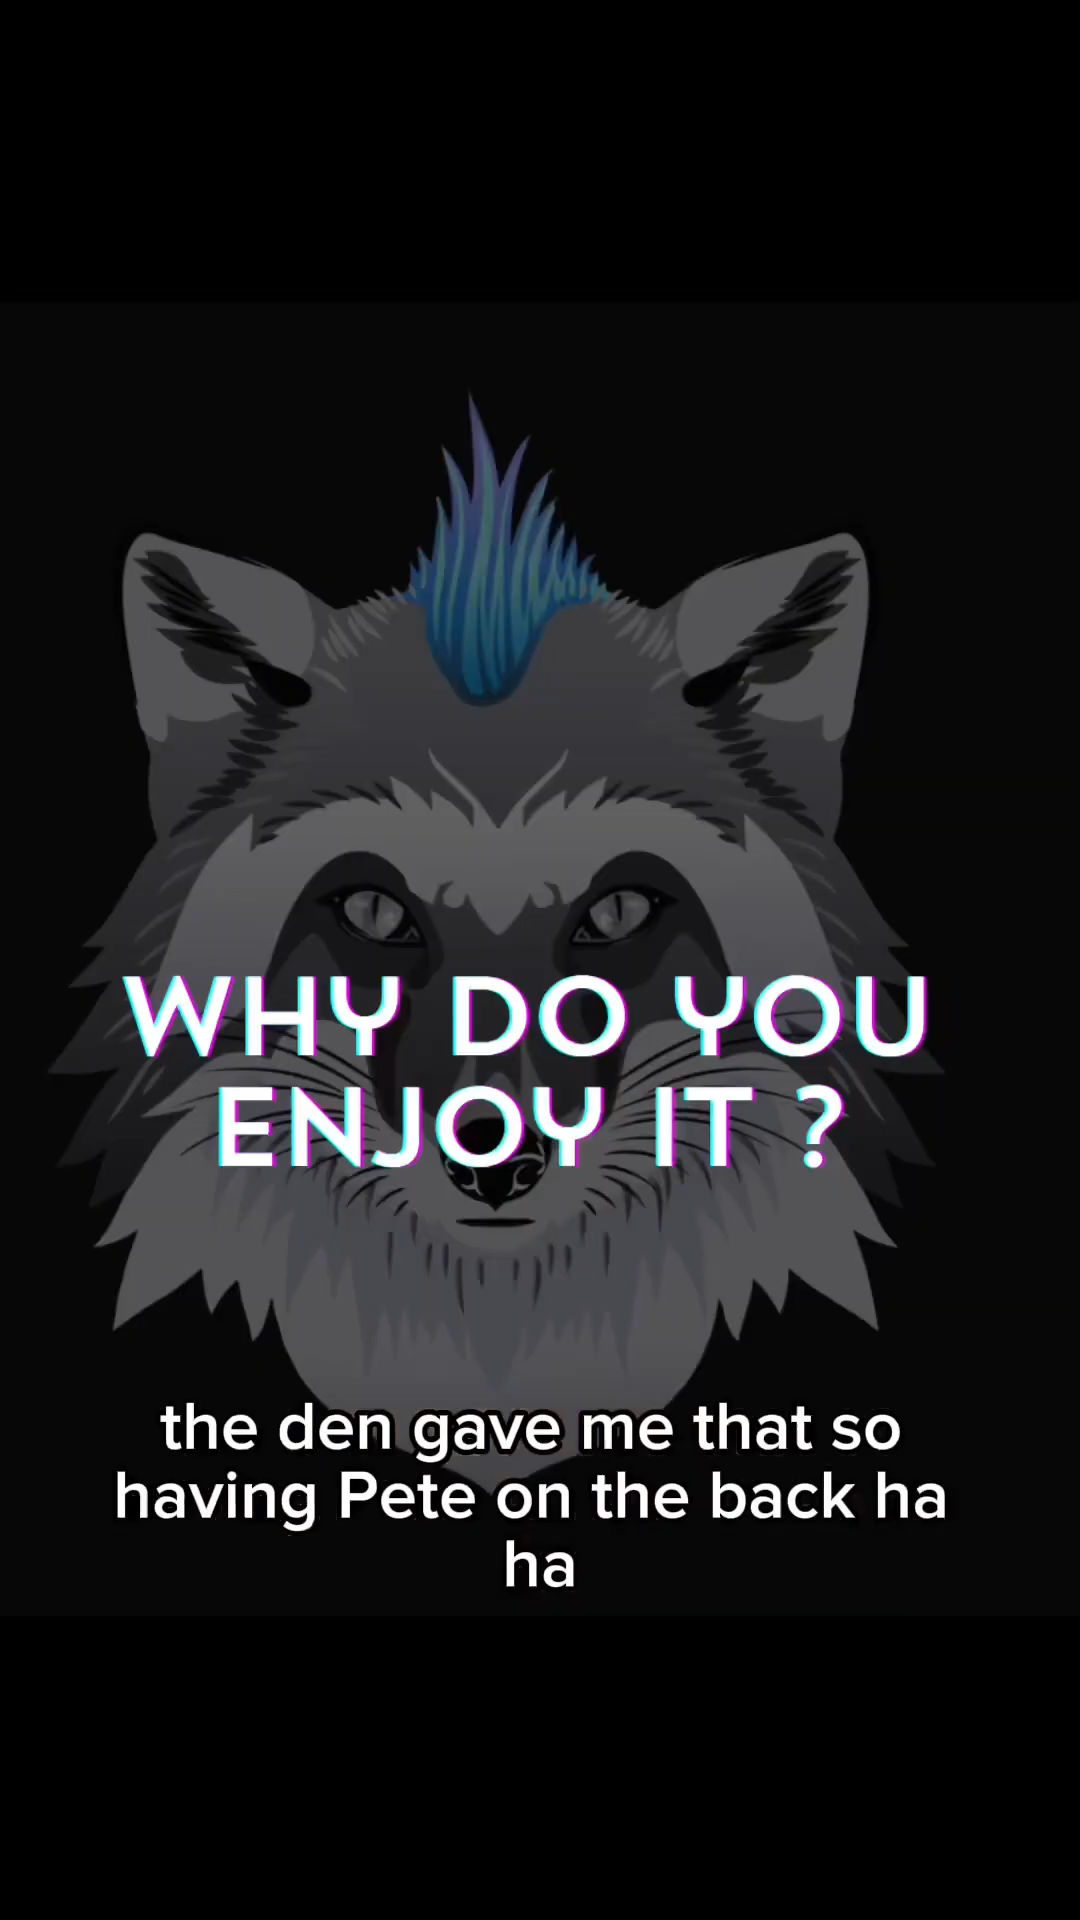 WHY DO YOU
ENJOY IT ?
the den gave me that so
having Pete on the back ha
ha